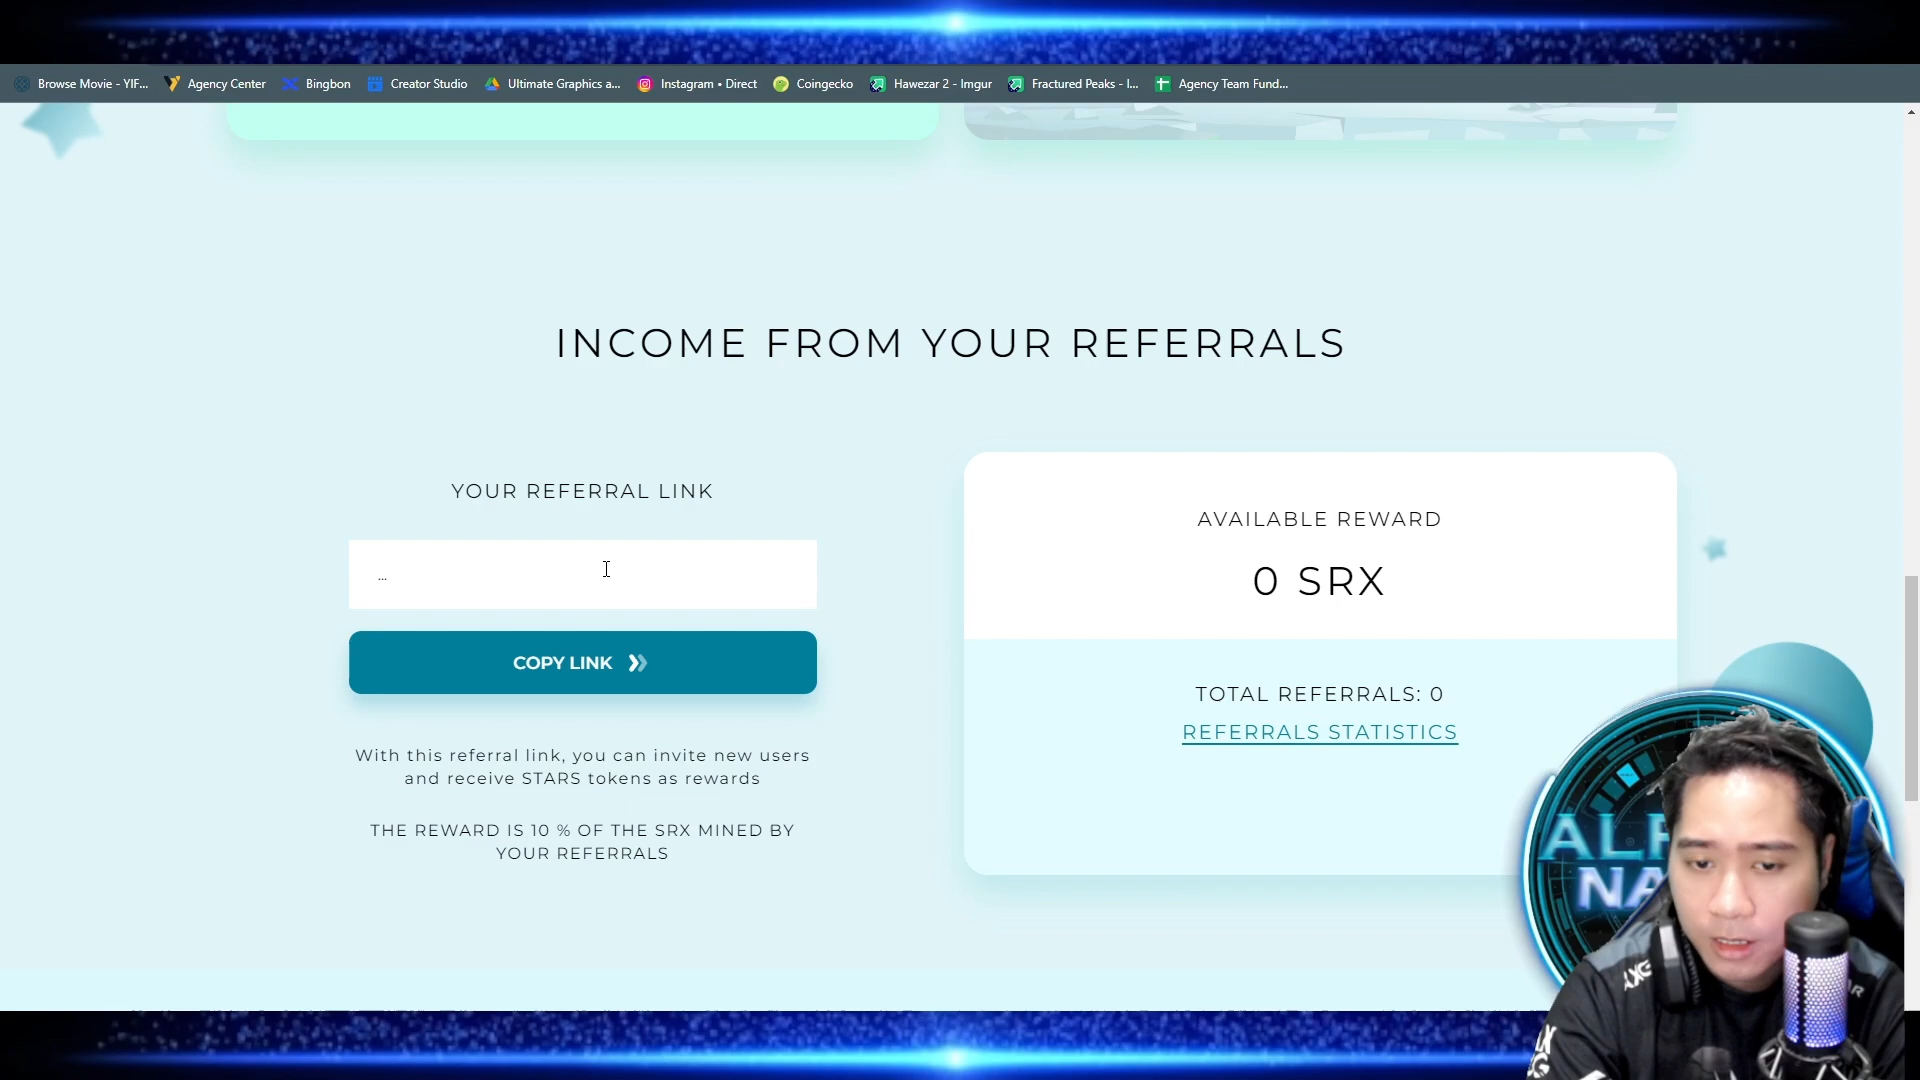 Browse Movie - YIF...
Agency Center
Bingbon
Creator Studio
Ultimate Graphics a...
Instagram • Direct
Coingecko
Hawezar 2 - Imgur
Fractured Peaks - I...
Agency Team Fund...
INCOME FROM YOUR REFERRALS
YOUR REFERRAL LINK
...
COPY LINK
With this referral link, you can invite new users
and receive STARS tokens as rewards
THE REWARD IS 10 % OF THE SRX MINED BY
YOUR REFERRALS
AVAILABLE REWARD
0 SRX
TOTAL REFERRALS: 0
REFERRALS STATISTICS